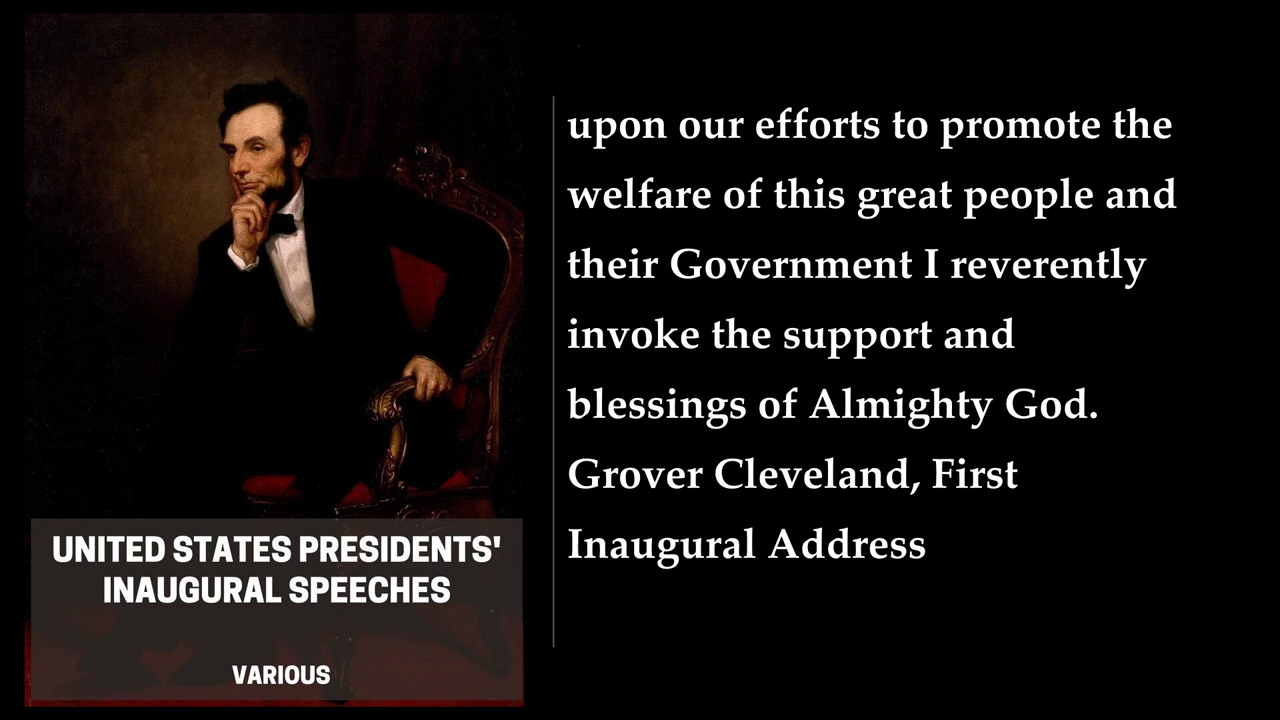 upon our efforts to promote the
welfare of this great people and
their Government I reverently
invoke the support and
blessings of Almighty God.
Grover Cleveland, First
Inaugural Address
UNITED STATES PRESIDENTS'
INAUGURAL SPEECHES
VARIOUS